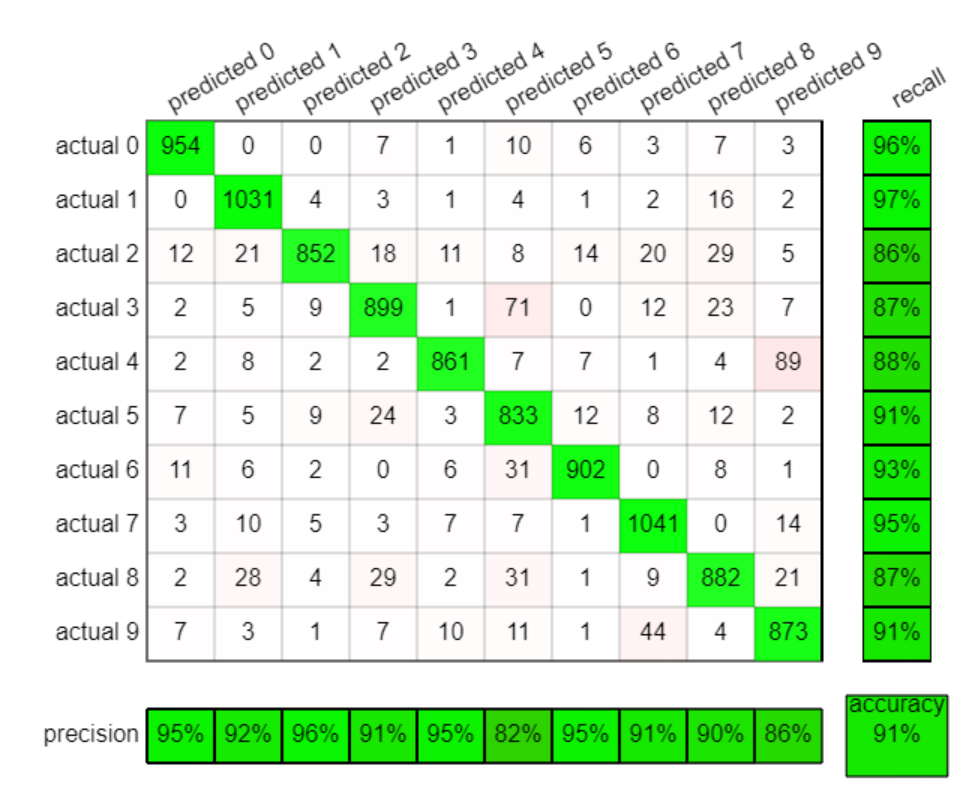 predicted 0 predicted 1 predicted 2 predicted 3 predicted 4 predicted 5 predicted 6 predicted 7 predicted 8 predicted 9 recall
actual 0 954 0 0 7 1 10 6 3 7 3 96%
actual 1 0 1031 4 3 1 4 1 2 16 2 97%
actual 2 12 21 852 18 11 8 14 20 29 5 86%
actual 3 2 5 9 899 1 71 0 12 23 7 87%
actual 4 2 8 2 2 861 7 7 1 4 89 88%
actual 5 7 5 9 24 3 833 12 8 12 2 91%
actual 6 11 6 2 0 6 31 902 0 8 1 93%
actual 7 3 10 5 3 7 7 1 1041 0 14 95%
actual 8 2 28 4 29 2 31 1 9 882 21 87%
actual 9 7 3 1 7 10 11 1 44 4 873 91%
accuracy
precision 95% 92% 96% 91% 95% 82% 95% 91% 90% 86% 91%